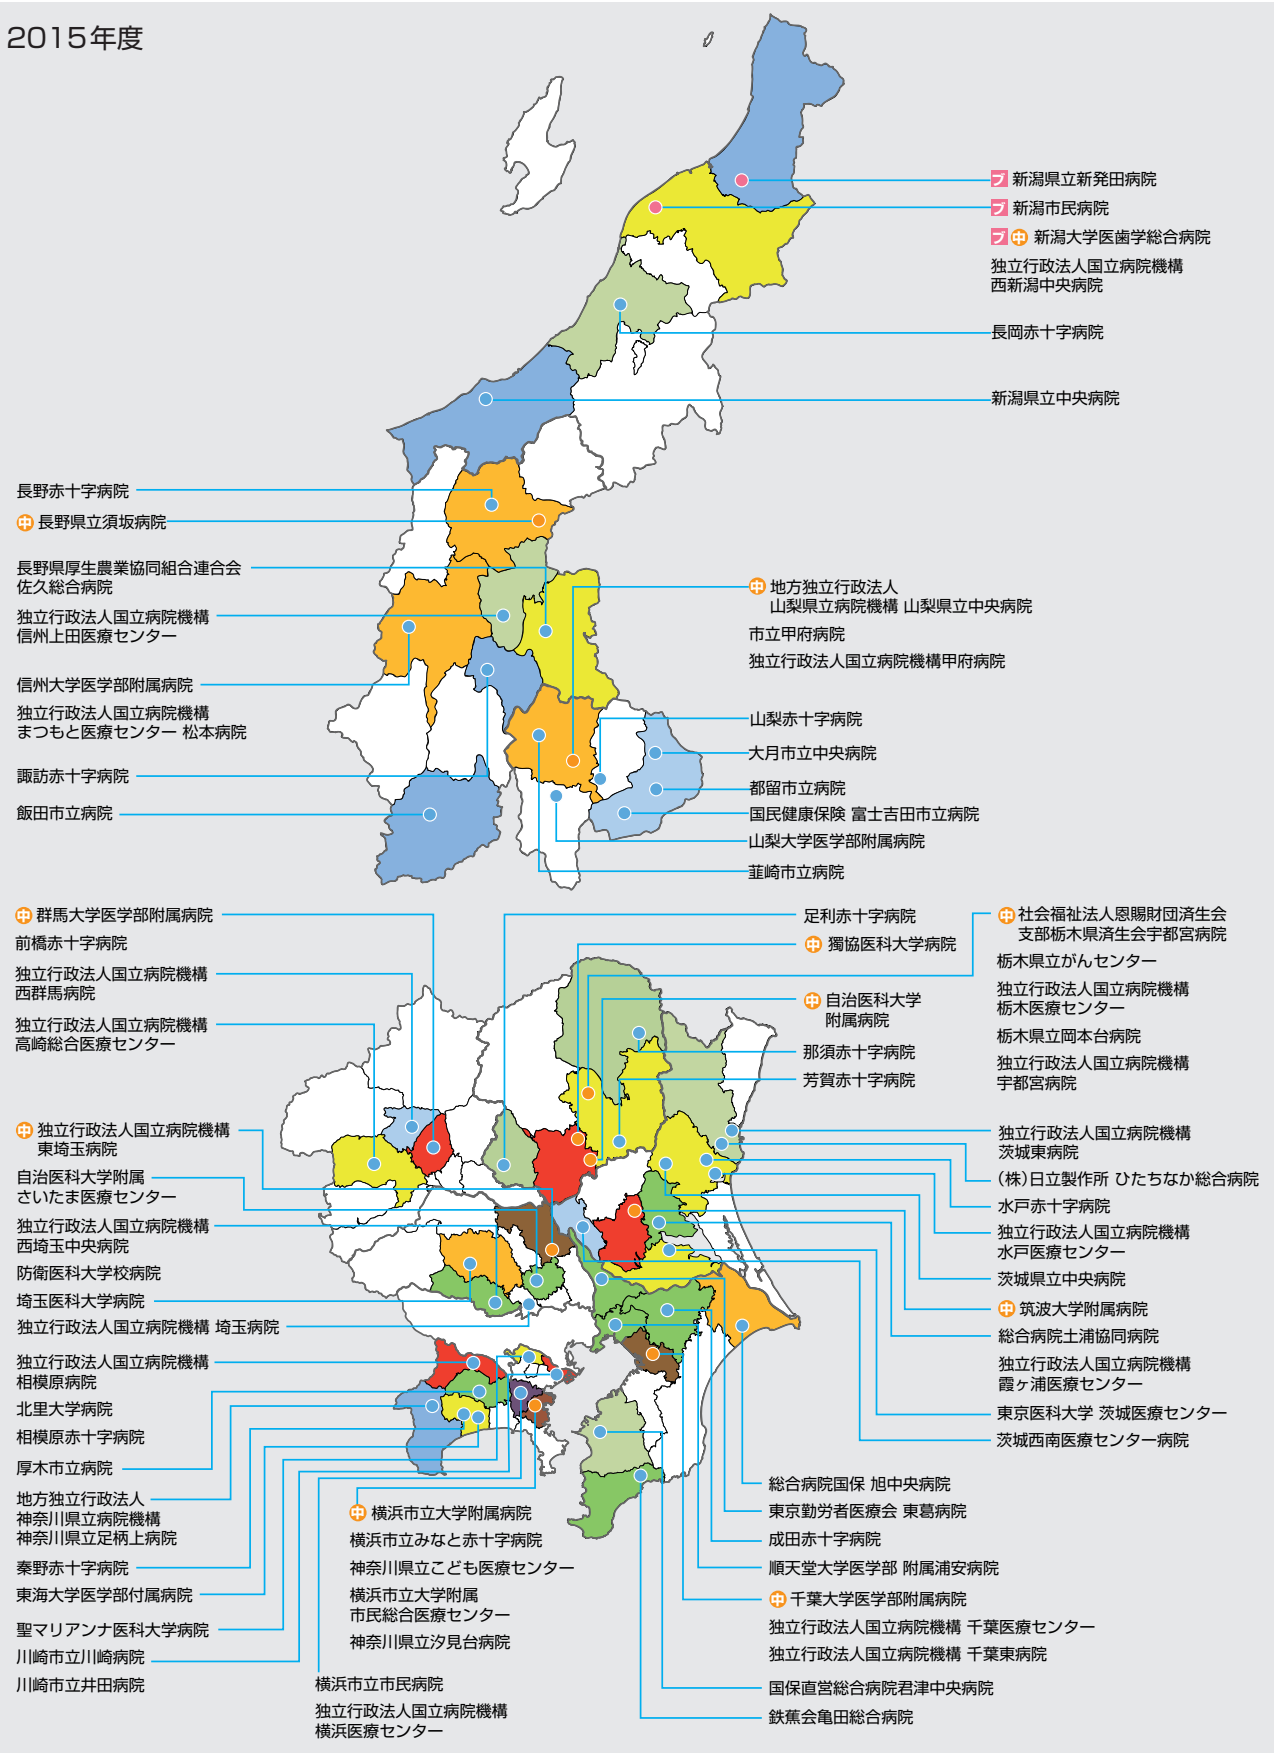 2015年度
ブ 新潟県立新発田病院
ブ 新潟市民病院
ブ 中 新潟大学医歯学総合病院
独立行政法人国立病院機構
西新潟中央病院
長岡赤十字病院
新潟県立中央病院
長野赤十字病院
中 長野県立須坂病院
長野県厚生農業協同組合連合会
佐久総合病院
独立行政法人国立病院機構
信州上田医療センター
信州大学医学部附属病院
独立行政法人国立病院機構
まつもと医療センター 松本病院
諏訪赤十字病院
飯田市立病院
中 地方独立行政法人
山梨県立病院機構 山梨県立中央病院
市立甲府病院
独立行政法人国立病院機構甲府病院
山梨赤十字病院
大月市立中央病院
都留市立病院
国民健康保険 富士吉田市立病院
山梨大学医学部附属病院
韮崎市立病院
中 群馬大学医学部附属病院
前橋赤十字病院
独立行政法人国立病院機構
西群馬病院
独立行政法人国立病院機構
高崎総合医療センター
中 独立行政法人国立病院機構
東埼玉病院
自治医科大学附属
さいたま医療センター
独立行政法人国立病院機構
西埼玉中央病院
防衛医科大学校病院
埼玉医科大学病院
独立行政法人国立病院機構 埼玉病院
独立行政法人国立病院機構
相模原病院
北里大学病院
相模原赤十字病院
厚木市立病院
地方独立行政法人
神奈川県立病院機構
神奈川県立足柄上病院
秦野赤十字病院
東海大学医学部付属病院
聖マリアンナ医科大学病院
川崎市立川崎病院
川崎市立井田病院
足利赤十字病院
中 獨協医科大学病院
中 自治医科大学
附属病院
那須赤十字病院
芳賀赤十字病院
中 社会福祉法人恩賜財団済生会
支部栃木県済生会宇都宮病院
栃木県立がんセンター
独立行政法人国立病院機構
栃木医療センター
栃木県立岡本台病院
独立行政法人国立病院機構
宇都宮病院
独立行政法人国立病院機構
茨城東病院
(株)日立製作所 ひたちなか総合病院
水戸赤十字病院
独立行政法人国立病院機構
水戸医療センター
茨城県立中央病院
中 筑波大学附属病院
総合病院土浦協同病院
独立行政法人国立病院機構
霞ヶ浦医療センター
東京医科大学 茨城医療センター
茨城西南医療センター病院
中 横浜市立大学附属病院
横浜市立みなと赤十字病院
神奈川県立こども医療センター
横浜市立大学附属
市民総合医療センター
神奈川県立汐見台病院
横浜市立市民病院
独立行政法人国立病院機構
横浜医療センター
総合病院国保 旭中央病院
東京勤労者医療会 東葛病院
成田赤十字病院
順天堂大学医学部 附属浦安病院
中 千葉大学医学部附属病院
独立行政法人国立病院機構 千葉医療センター
独立行政法人国立病院機構 千葉東病院
国保直営総合病院君津中央病院
鉄蕉会亀田総合病院